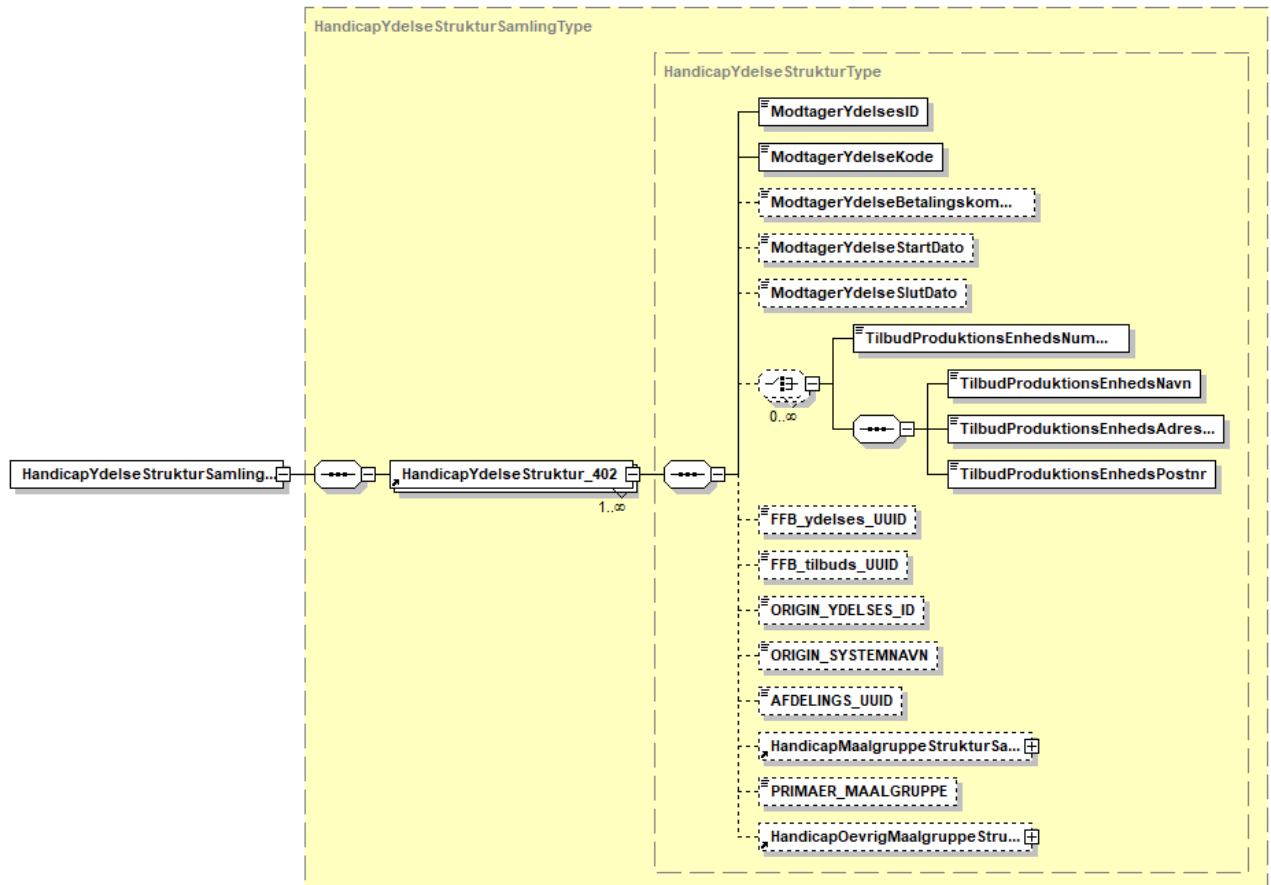 HandicapYdelseStrukturSamlingType
HandicapYdelseStrukturType
ModtagerYdelsesID
ModtagerYdelseKode
ModtagerYdelseBetalingskom...
ModtagerYdelseStartDato
ModtagerYdelseSlutDato
TilbudProduktionsEnhedsNum...
0..∞
TilbudProduktionsEnhedsNavn
TilbudProduktionsEnhedsAdres...
TilbudProduktionsEnhedsPostnr
HandicapYdelseStrukturSamling...
HandicapYdelseStruktur_402
1..∞
FFB_ydelses_UUID
FFB_tilbuds_UUID
ORIGIN_YDELSES_ID
ORIGIN_SYSTEMNAVN
AFDELINGS_UUID
HandicapMaalgruppeStrukturSa...
PRIMAER_MAALGRUPPE
HandicapOevrigMaalgruppeStru...